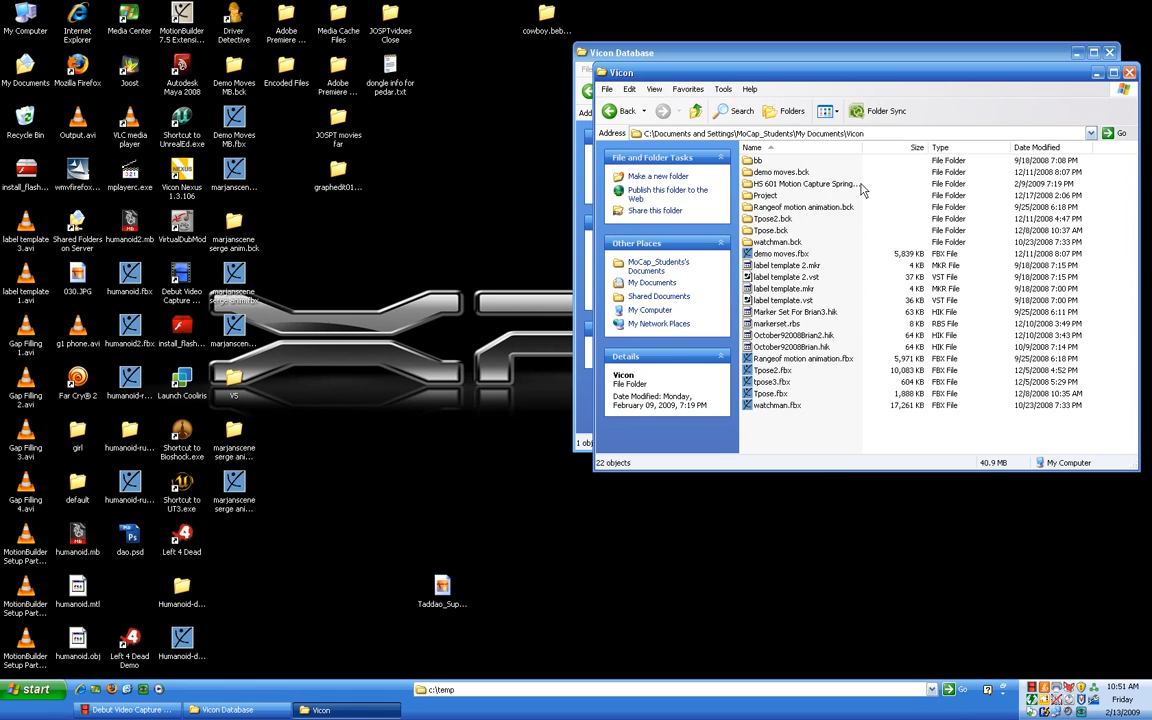 My Computer
Internet Explorer
Media Center
MotionBuilder 7.5 Extensi...
Driver Detective
Adobe Premiere ...
Media Cache Files
JOSPTvidoes Close
cowboy.beb...
My Documents
Mozilla Firefox
Joost
Autodesk Maya 2008
Demo Moves MB.bck
Encoded Files
Adobe Premiere ...
dongle info for pedar.txt
Recycle Bin
Output.avi
VLC media player
Shortcut to UnrealEd.exe
Demo Moves MB.fbx
JOSPT movies far
install_flash...
wmvfirefox...
mplayerc.exe
Vicon Nexus 1.3.106
marjanscen...
graphedit01...
label template 3.avi
Shared Folders on Server
humanoid2.mb
VirtualDubMod
marjanscene serge ani.bck
label template 1.avi
030.JPG
humanoid.fbx
Debut Video Capture ...
marjanscene serge anim.fbx
Gap Filling 1.avi
g1 phone.avi
humanoid2.fbx
install_flash...
marjanscen...
Gap Filling 2.avi
Far Cry® 2
humanoid-r...
Launch Cooliris
V5
Gap Filling 3.avi
girl
humanoid-ru...
Shortcut to Bioshock.exe
marjanscene serge ani...
Gap Filling 4.avi
default
humanoid-ru...
Shortcut to UT3.exe
marjanscene serge ani...
MotionBuilder Setup Part...
humanoid.mb
dao.psd
Left 4 Dead
MotionBuilder Setup Part...
humanoid.mtl
Humanoid-d...
Taddao_Sup...
MotionBuilder Setup Part...
humanoid.obj
Left 4 Dead Demo
Humanoid-d...
Vicon Database
Vicon
File Edit View Favorites Tools Help
Back Search Folders Folder Sync
Address C:\Documents and Settings\MoCap_Students\My Documents\Vicon Go
File and Folder Tasks
Make a new folder
Publish this folder to the Web
Share this folder
Other Places
MoCap_Students's Documents
My Documents
Shared Documents
My Computer
My Network Places
Details
Vicon
File Folder
Date Modified: Monday, February 09, 2009, 7:19 PM
Name Size Type Date Modified
bb File Folder 9/18/2008 7:08 PM
demo moves.bck File Folder 12/11/2008 8:07 PM
HS 601 Motion Capture Spring... File Folder 2/9/2009 7:19 PM
Project File Folder 12/17/2008 2:06 PM
Rangeof motion animation.bck File Folder 9/25/2008 6:18 PM
Tpose2.bck File Folder 12/11/2008 4:47 PM
Tpose.bck File Folder 12/8/2008 10:37 AM
watchman.bck File Folder 10/23/2008 7:33 PM
demo moves.fbx 5,839 KB FBX File 12/11/2008 8:07 PM
label template 2.mkr 4 KB MKR File 9/18/2008 7:15 PM
label template 2.vst 37 KB VST File 9/18/2008 7:15 PM
label template.mkr 4 KB MKR File 9/18/2008 7:00 PM
label template.vst 36 KB VST File 9/18/2008 7:00 PM
Marker Set For Brian3.hik 63 KB HIK File 9/25/2008 6:11 PM
markerset.rbs 8 KB RBS File 12/10/2008 3:49 PM
October92008Brian2.hik 64 KB HIK File 12/10/2008 3:43 PM
October92008Brian.hik 64 KB HIK File 10/9/2008 7:14 PM
Rangeof motion animation.fbx 5,971 KB FBX File 9/25/2008 6:18 PM
Tpose2.fbx 10,083 KB FBX File 12/5/2008 4:52 PM
tpose3.fbx 604 KB FBX File 12/5/2008 6:32 PM
Tpose.fbx 1,888 KB FBX File 12/8/2008 10:35 AM
watchman.fbx 17,261 KB FBX File 10/23/2008 7:33 PM
22 objects 40.9 MB My Computer
1 obj
start Debut Video Capture ... Vicon Database Vicon c:\temp Go
10:51 AM
Friday
2/13/2009